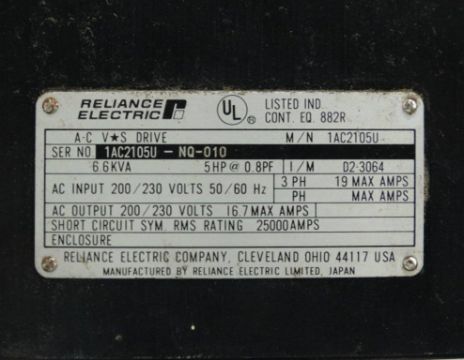 RELIANCE ELECTRIC
UL
LISTED IND. CONT. EQ. 882R
A-C V★S DRIVE M/N 1AC2105U
SER NO 1AC2105U - NQ-010
6.6KVA 5HP @ 0.8PF I/M D2-3064
AC INPUT 200/230 VOLTS 50/60 Hz 3 PH 19 MAX AMPS
PH MAX AMPS
AC OUTPUT 200/230 VOLTS 16.7 MAX AMPS
SHORT CIRCUIT SYM. RMS RATING 25000AMPS
ENCLOSURE
RELIANCE ELECTRIC COMPANY, CLEVELAND OHIO 44117 USA
MANUFACTURED BY RELIANCE ELECTRIC LIMITED, JAPAN